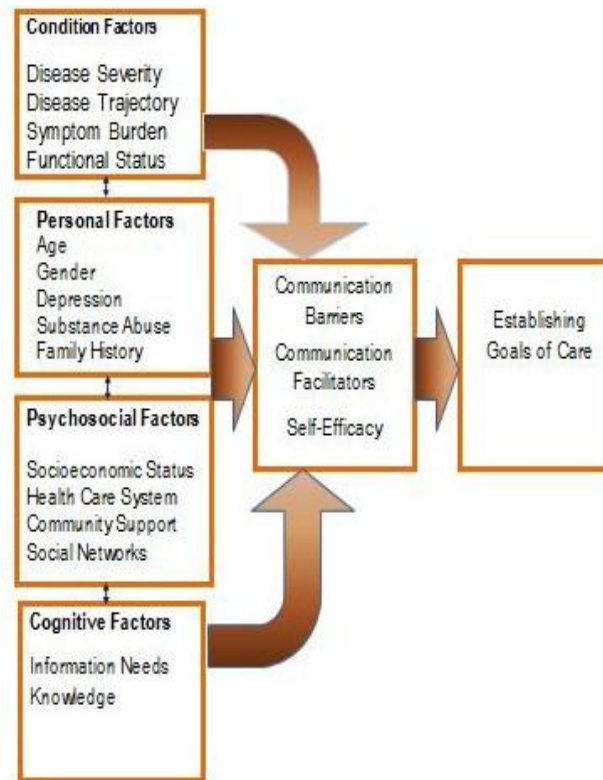 Condition Factors
Disease Severity
Disease Trajectory
Symptom Burden
Functional Status
Personal Factors
Age
Gender
Depression
Substance Abuse
Family History
Psychosocial Factors
Socioeconomic Status
Health Care System
Community Support
Social Networks
Cognitive Factors
Information Needs
Knowledge
Communication
Barriers
Communication
Facilitators
Self-Efficacy
Establishing
Goals of Care